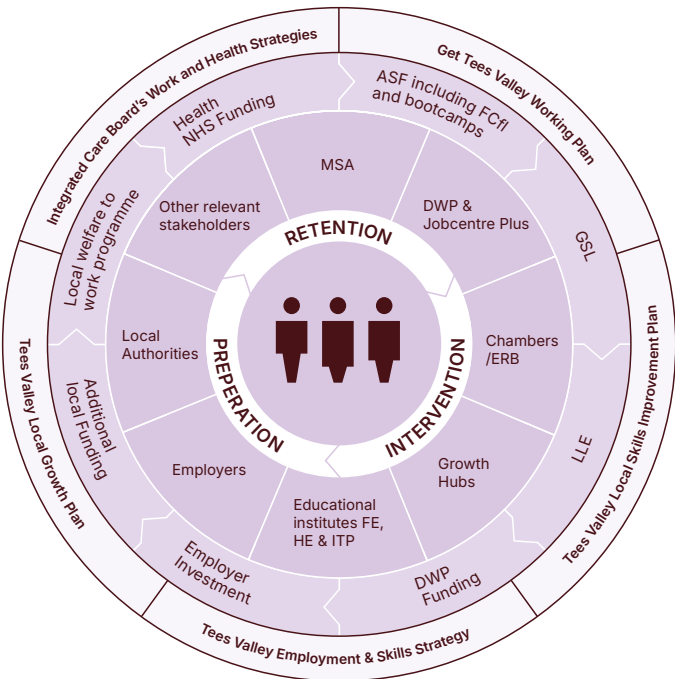 Get Tees Valley Working Plan
Tees Valley Local Skills Improvement Plan
Tees Valley Employment & Skills Strategy
Tees Valley Local Growth Plan
Integrated Care Board's Work and Health Strategies
ASF including FCfJ
and bootcamps
GSL
LLE
DWP
Funding
Employer
Investment
Additional
local Funding
Local welfare to
work programme
Health
NHS Funding
MSA
DWP &
Jobcentre Plus
Chambers
/ERB
Growth
Hubs
Educational
institutes FE,
HE & ITP
Employers
Local
Authorities
Other relevant
stakeholders
RETENTION
INTERVENTION
PREPERATION